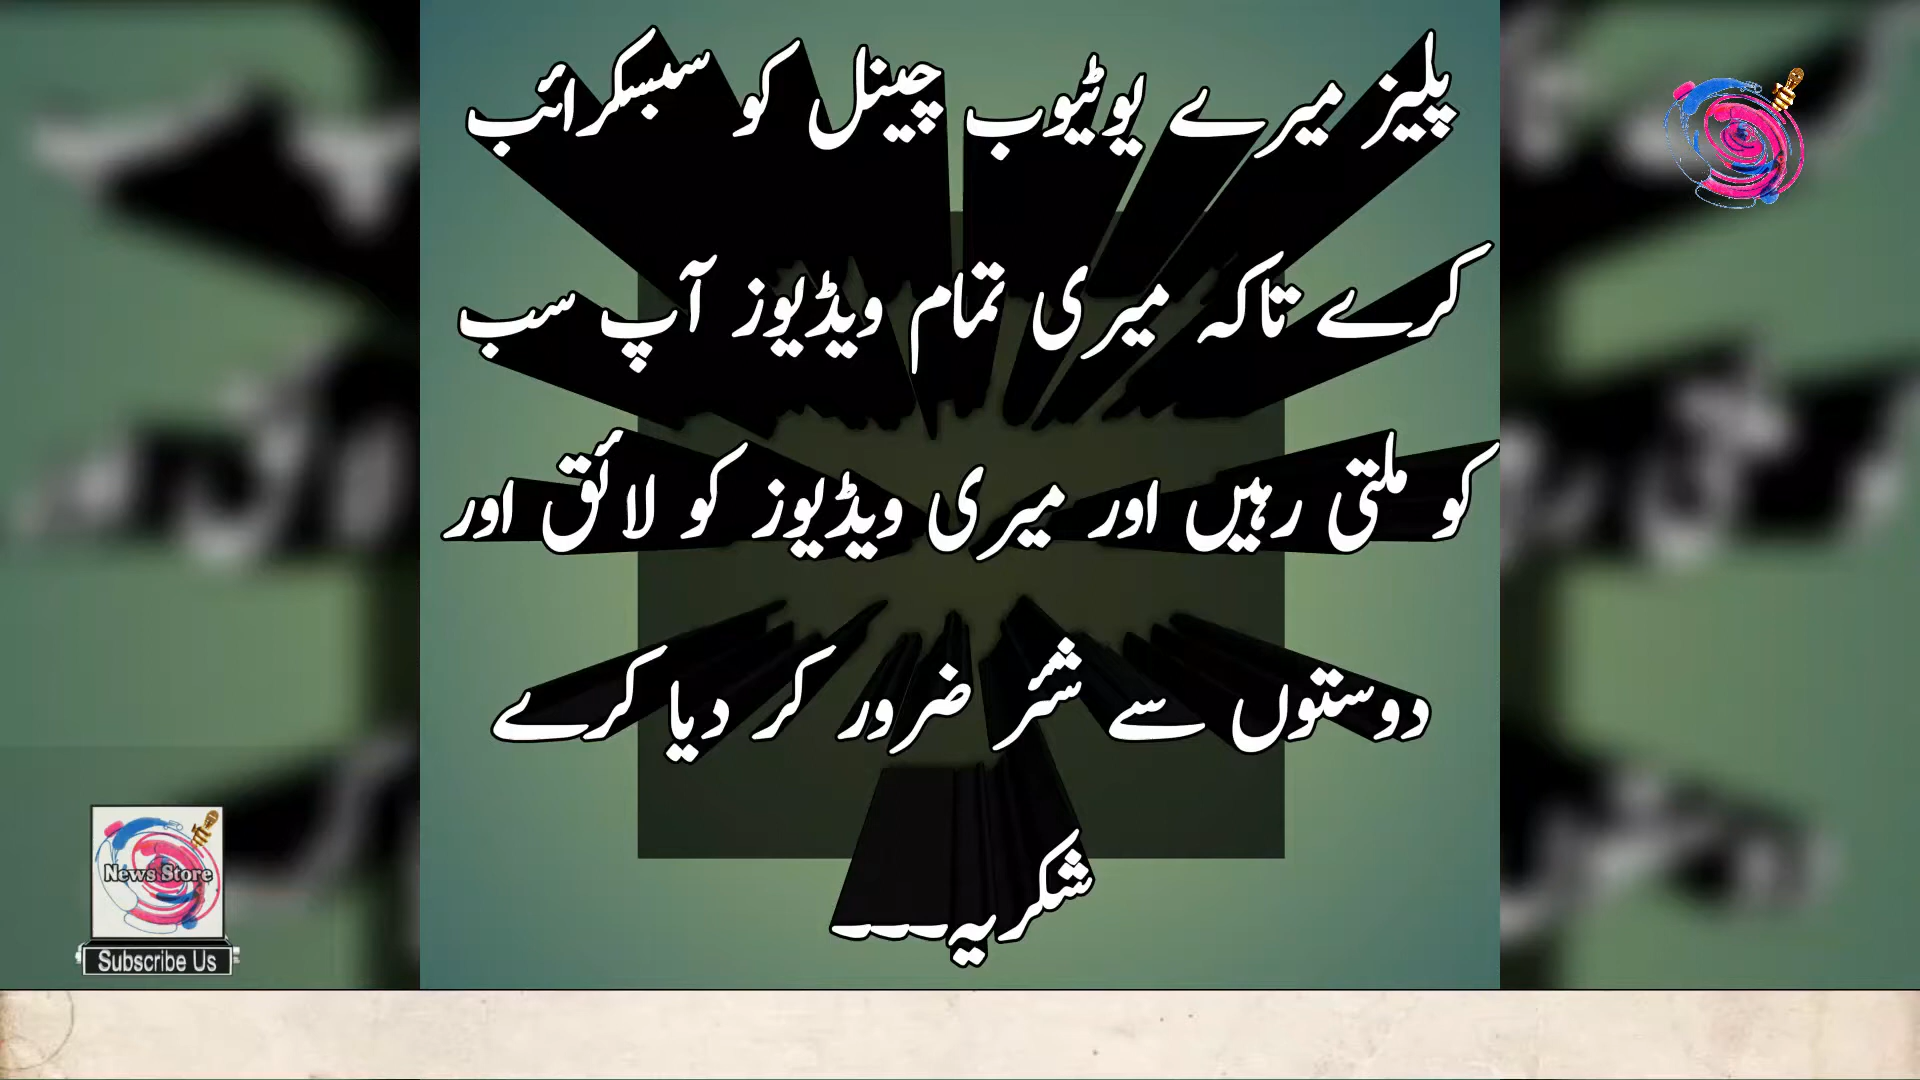 پلیز میرے یوٹیوب چینل کو سبسکرائب
کرے تاکہ میری تمام ویڈیوز آپ سب
کو ملتی رہیں اور میری ویڈیوز کو لائق اور
دوستوں سے شئر ضرور کر دیا کرے
شکریہ۔۔۔
News Store
Subscribe Us